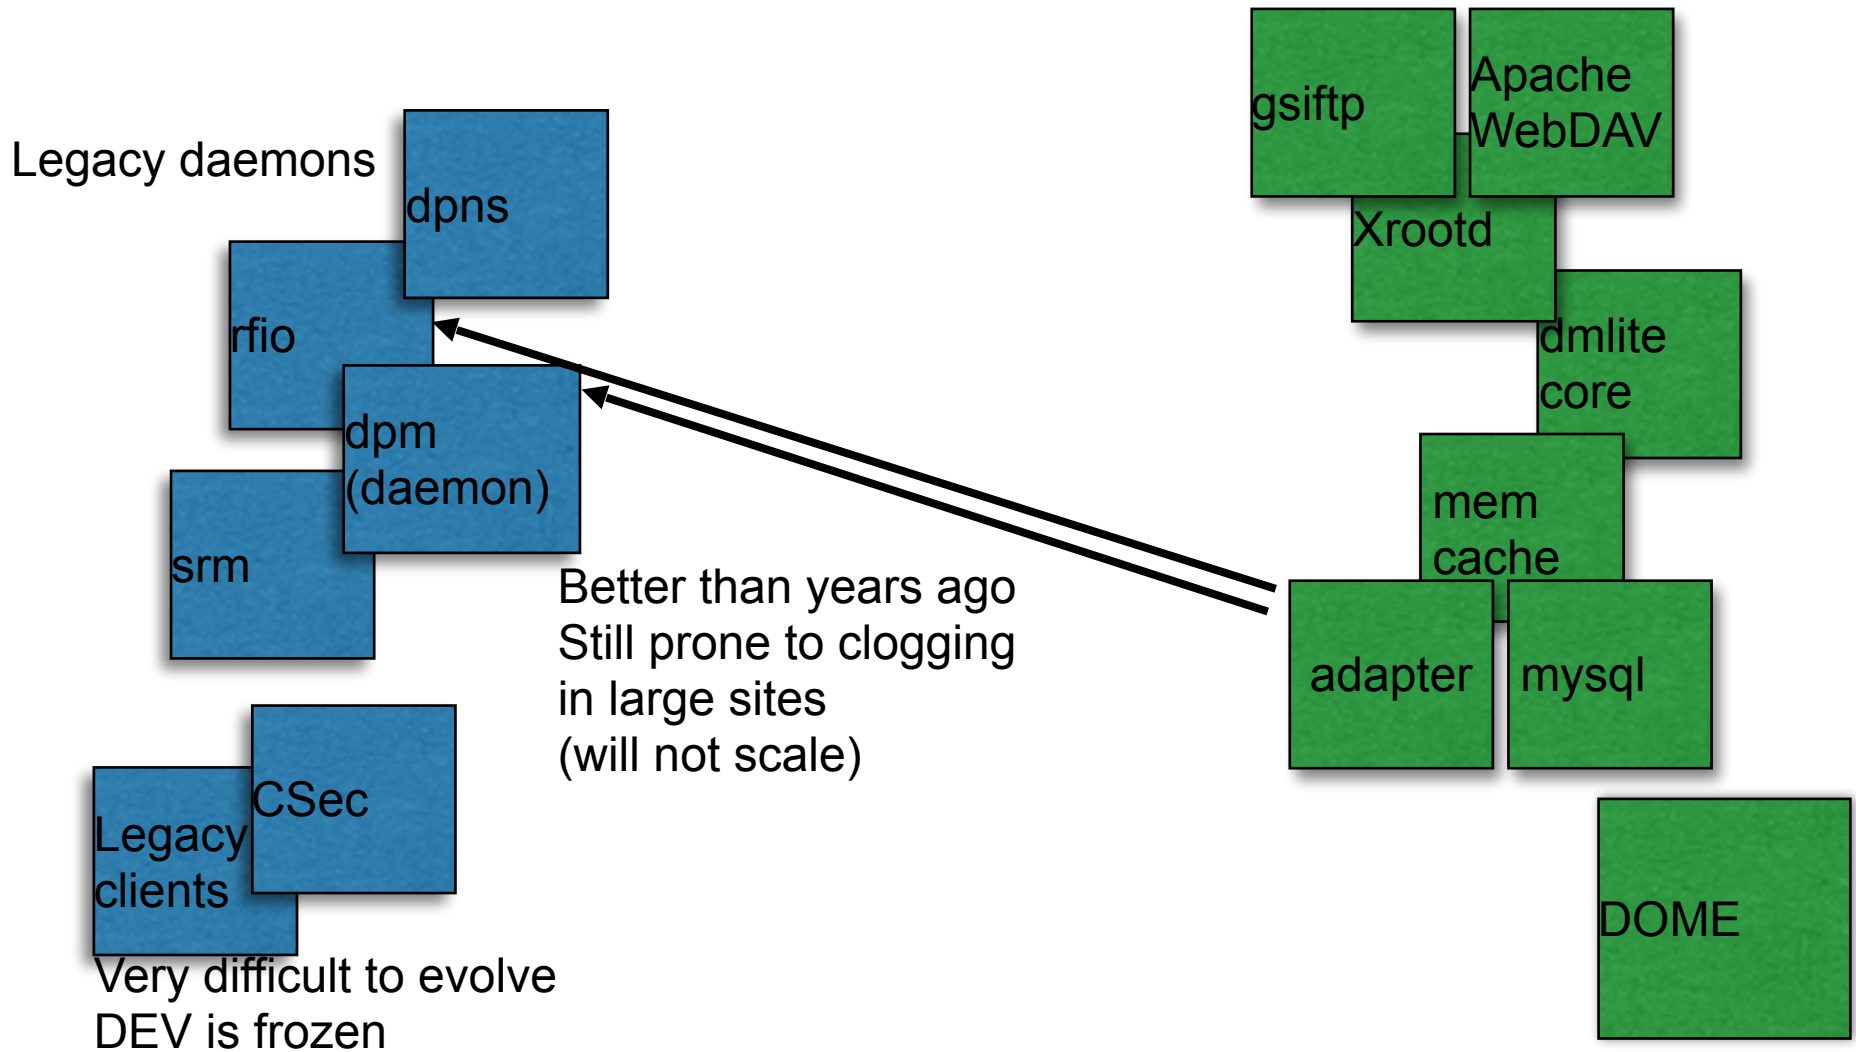 Legacy daemons
dpns
rfio
dpm
(daemon)
srm
CSec
Legacy
clients
Very difficult to evolve
DEV is frozen
Better than years ago
Still prone to clogging
in large sites
(will not scale)
gsiftp
Apache
WebDAV
Xrootd
dmlite
core
mem
cache
adapter
mysql
DOME